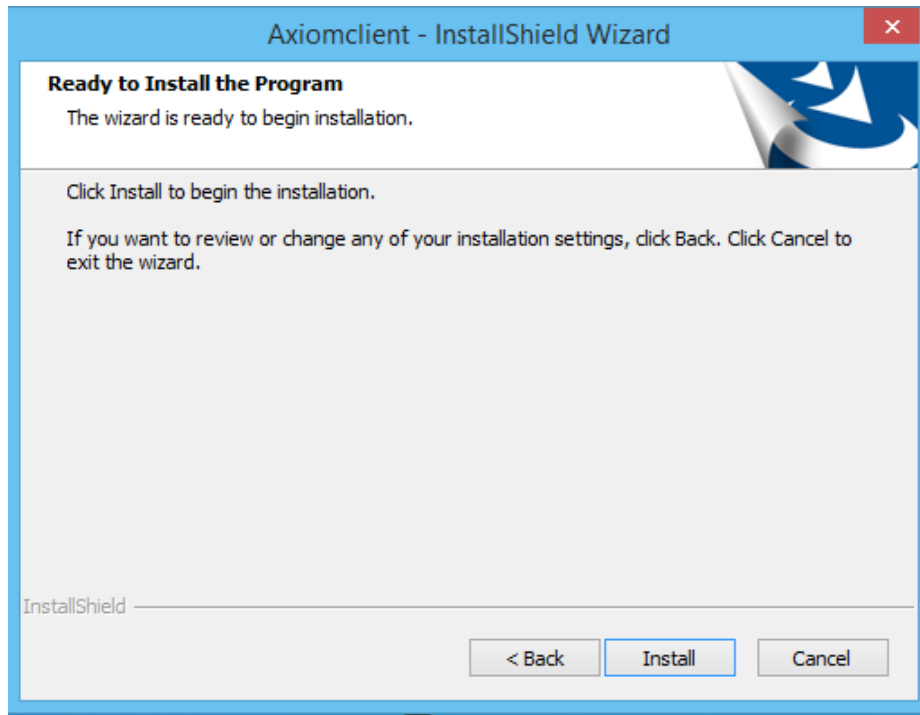 Axiomclient - InstallShield Wizard
Ready to Install the Program
The wizard is ready to begin installation.
Click Install to begin the installation.
If you want to review or change any of your installation settings, click Back. Click Cancel to
exit the wizard.
InstallShield
< Back Install Cancel